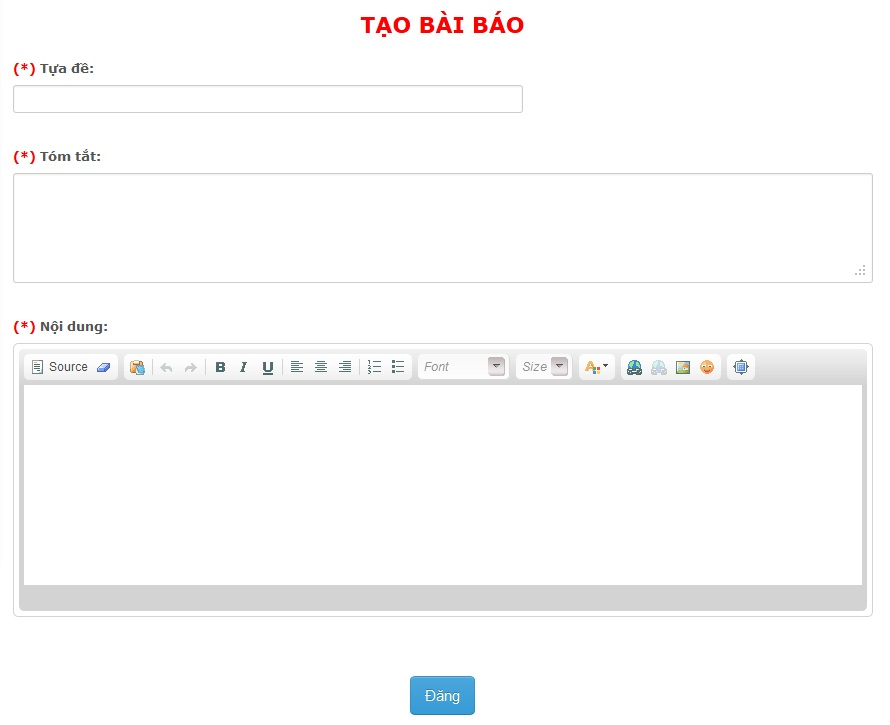 TẠO BÀI BÁO
(*) Tựa đề:
(*) Tóm tắt:
(*) Nội dung:
Source B I U Font Size A
Đăng